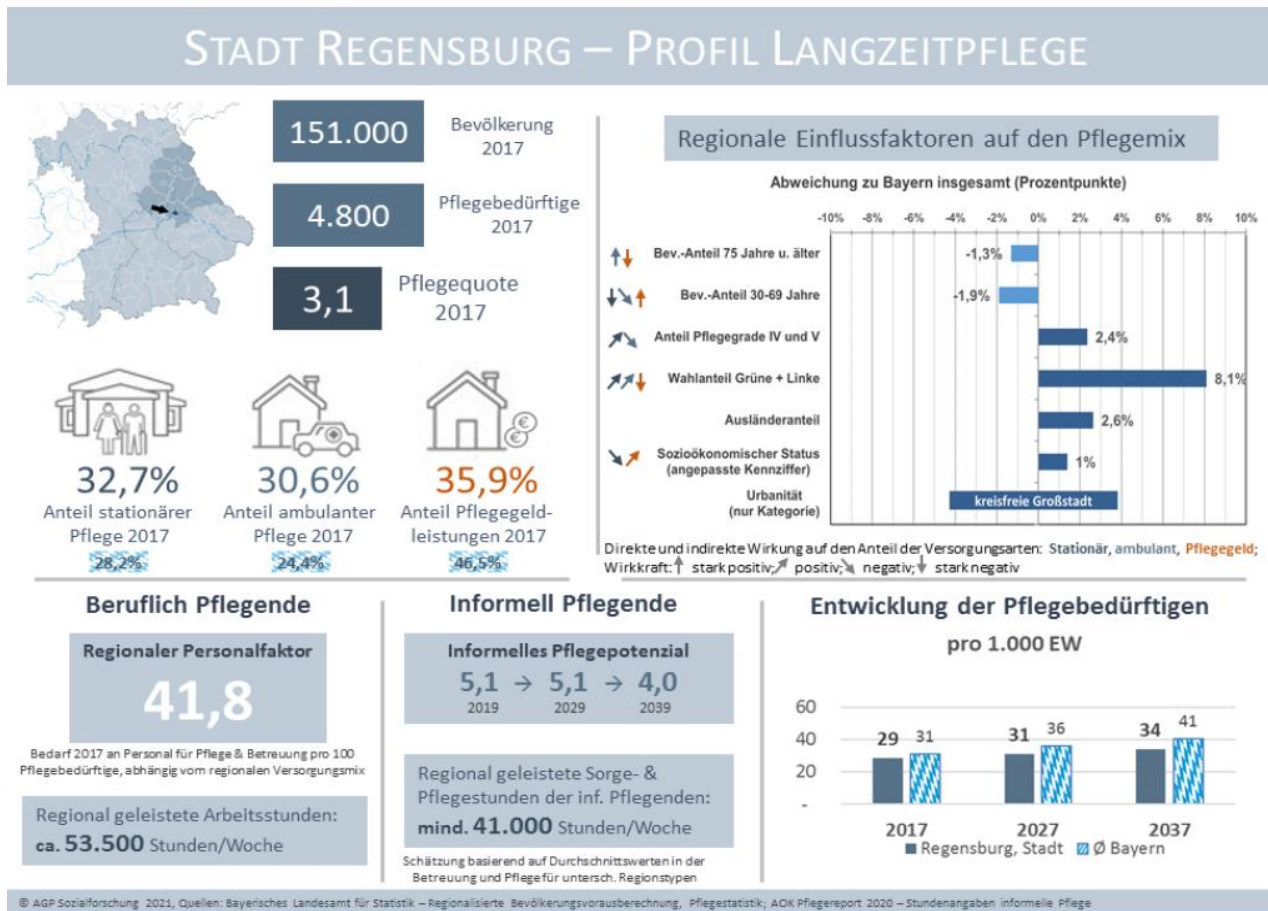 STADT REGENSBURG – PROFIL LANGZEITPFLEGE
151.000
Bevölkerung
2017
4.800
Pflegebedürftige
2017
3,1
Pflegequote
2017
32,7%
Anteil stationärer
Pflege 2017
28,2%
30,6%
Anteil ambulanter
Pflege 2017
24,4%
35,9%
Anteil Pflegegeld-
leistungen 2017
46,5%
Regionale Einflussfaktoren auf den Pflegemix
Abweichung zu Bayern insgesamt (Prozentpunkte)
-10% -8% -6% -4% -2% 0% 2% 4% 6% 8% 10%
Bev.-Anteil 75 Jahre u. älter
-1,3%
Bev.-Anteil 30-69 Jahre
-1,9%
Anteil Pflegegrade IV und V
2,4%
Wahlanteil Grüne + Linke
8,1%
Ausländeranteil
2,6%
Sozioökonomischer Status
(angepasste Kennziffer)
1%
Urbanität
(nur Kategorie)
kreisfreie Großstadt
Direkte und indirekte Wirkung auf den Anteil der Versorgungsarten: Stationär, ambulant, Pflegegeld;
Wirkkraft: ↑ stark positiv; ↗ positiv; ↘ negativ; ↓ stark negativ
Beruflich Pflegende
Regionaler Personalfaktor
41,8
Bedarf 2017 an Personal für Pflege & Betreuung pro 100
Pflegebedürftige, abhängig vom regionalen Versorgungsmix
Regional geleistete Arbeitsstunden:
ca. 53.500 Stunden/Woche
Informell Pflegende
Informelles Pflegepotenzial
5,1 → 5,1 → 4,0
2019 2029 2039
Regional geleistete Sorge- &
Pflegestunden der inf. Pflegenden:
mind. 41.000 Stunden/Woche
Schätzung basierend auf Durchschnittswerten in der
Betreuung und Pflege für untersch. Regionstypen
Entwicklung der Pflegebedürftigen
pro 1.000 EW
60
40
20
-
29 31
31 36
34 41
2017 2027 2037
Regensburg, Stadt Ø Bayern
© AGP Sozialforschung 2021, Quellen: Bayerisches Landesamt für Statistik – Regionalisierte Bevölkerungsvorausberechnung, Pflegestatistik; AOK Pflegereport 2020 – Stundenangaben informelle Pflege